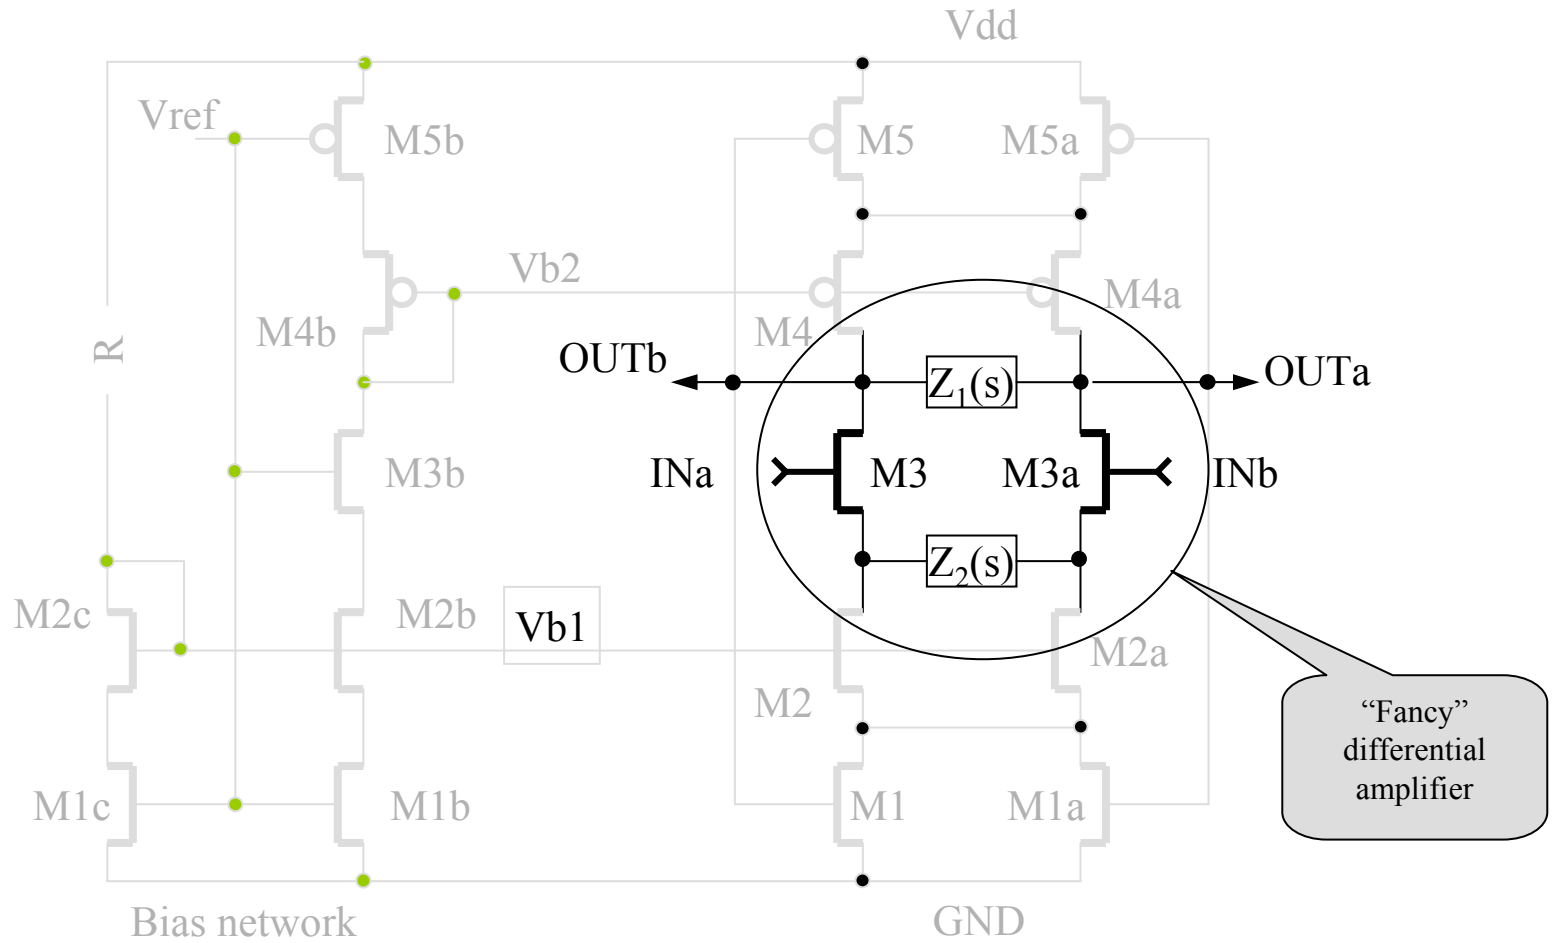 Vdd
Vref
M5b
M5
M5a
Vb2
M4b
M4
M4a
R
OUTb
Z1(s)
OUTa
M3b
INa
M3
M3a
INb
Z2(s)
M2c
M2b
Vb1
M2a
M2
“Fancy”
differential
amplifier
M1c
M1b
M1
M1a
Bias network
GND